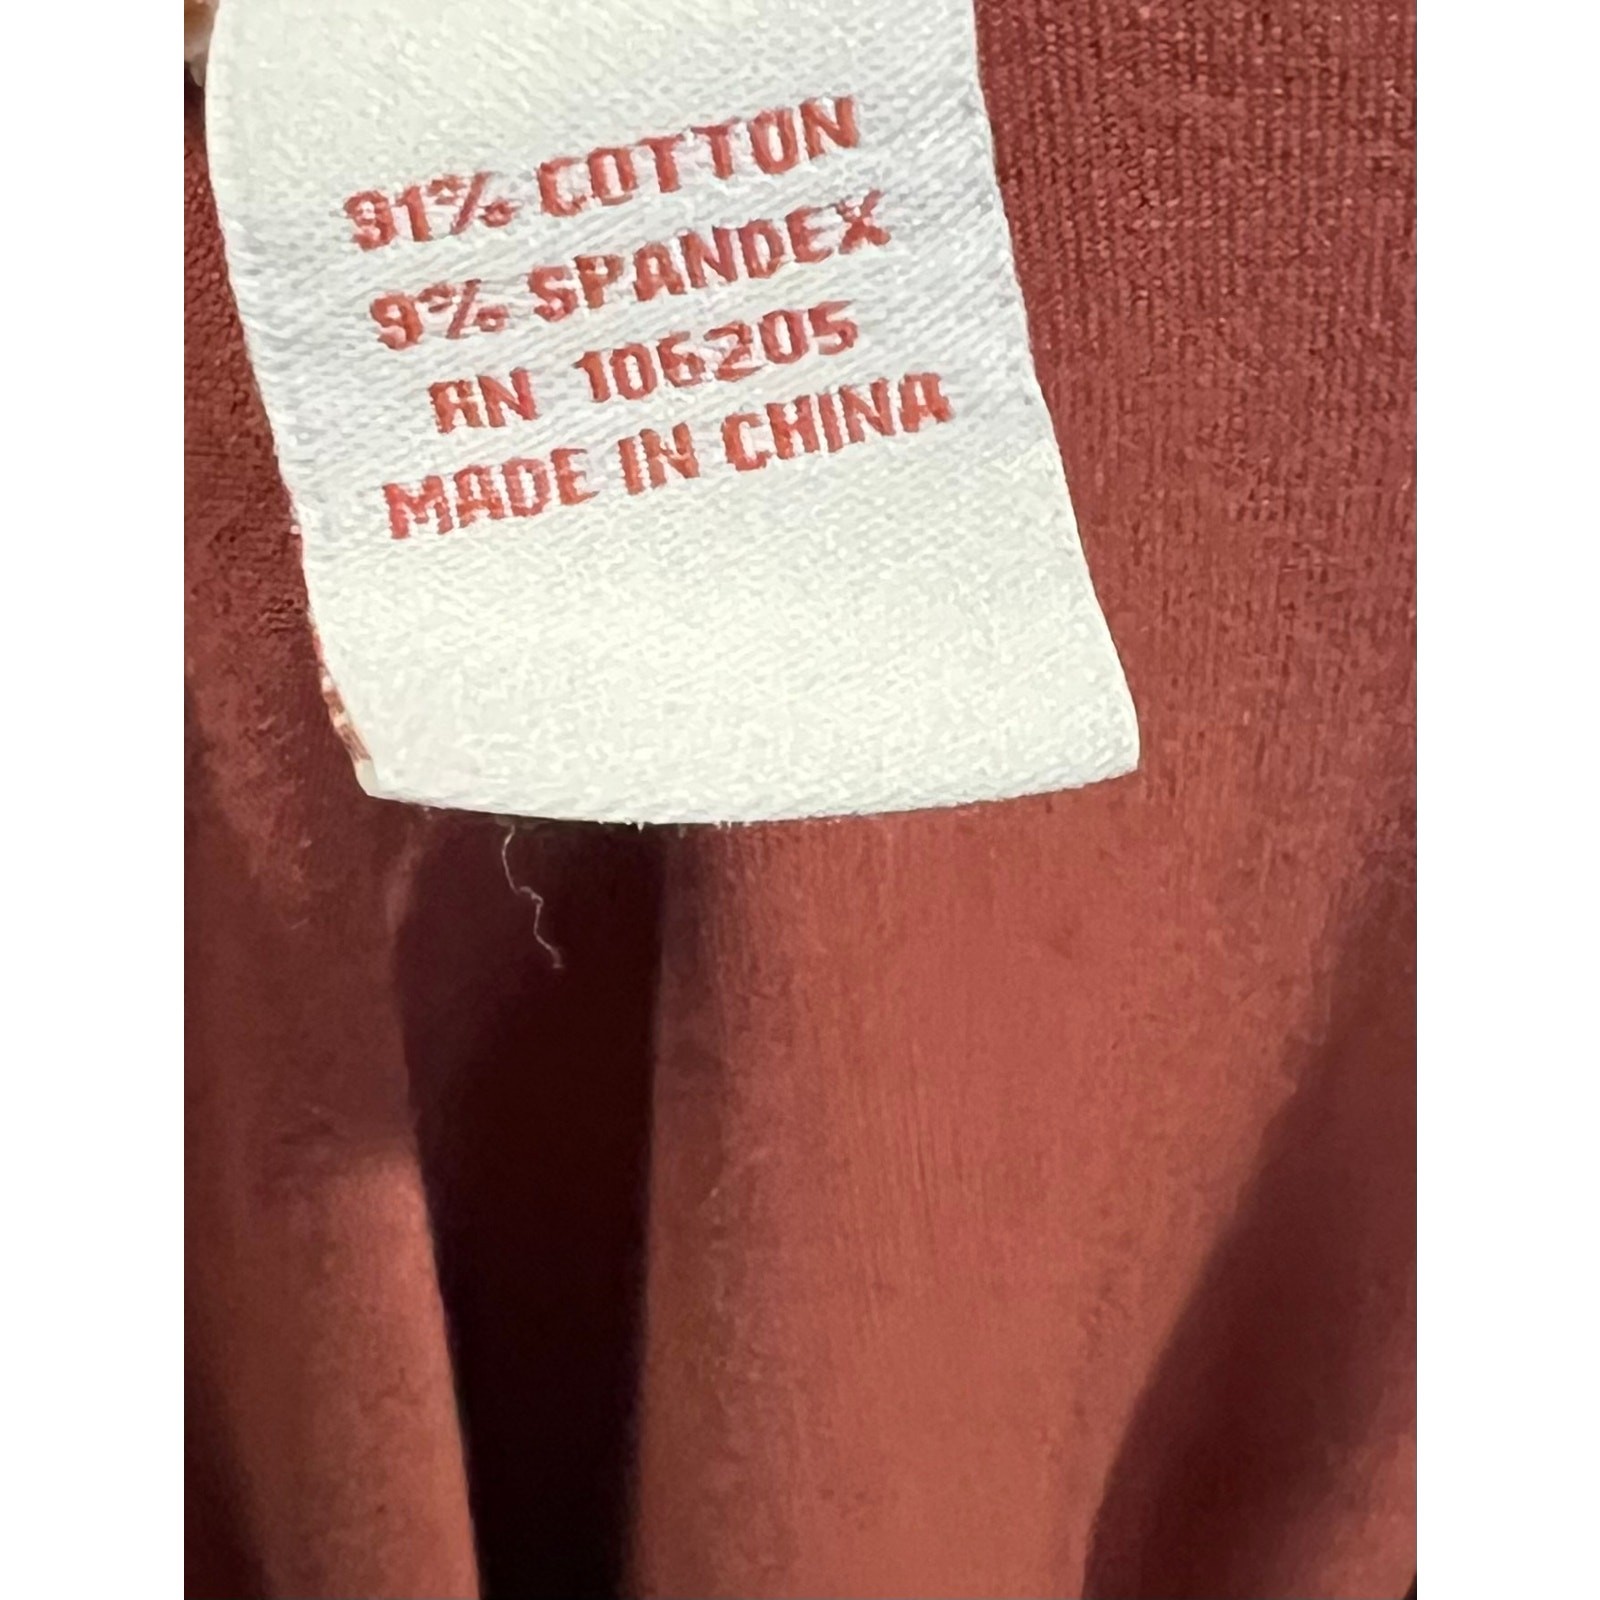 91% COTTON
9% SPANDEX
RN 106205
MADE IN CHINA